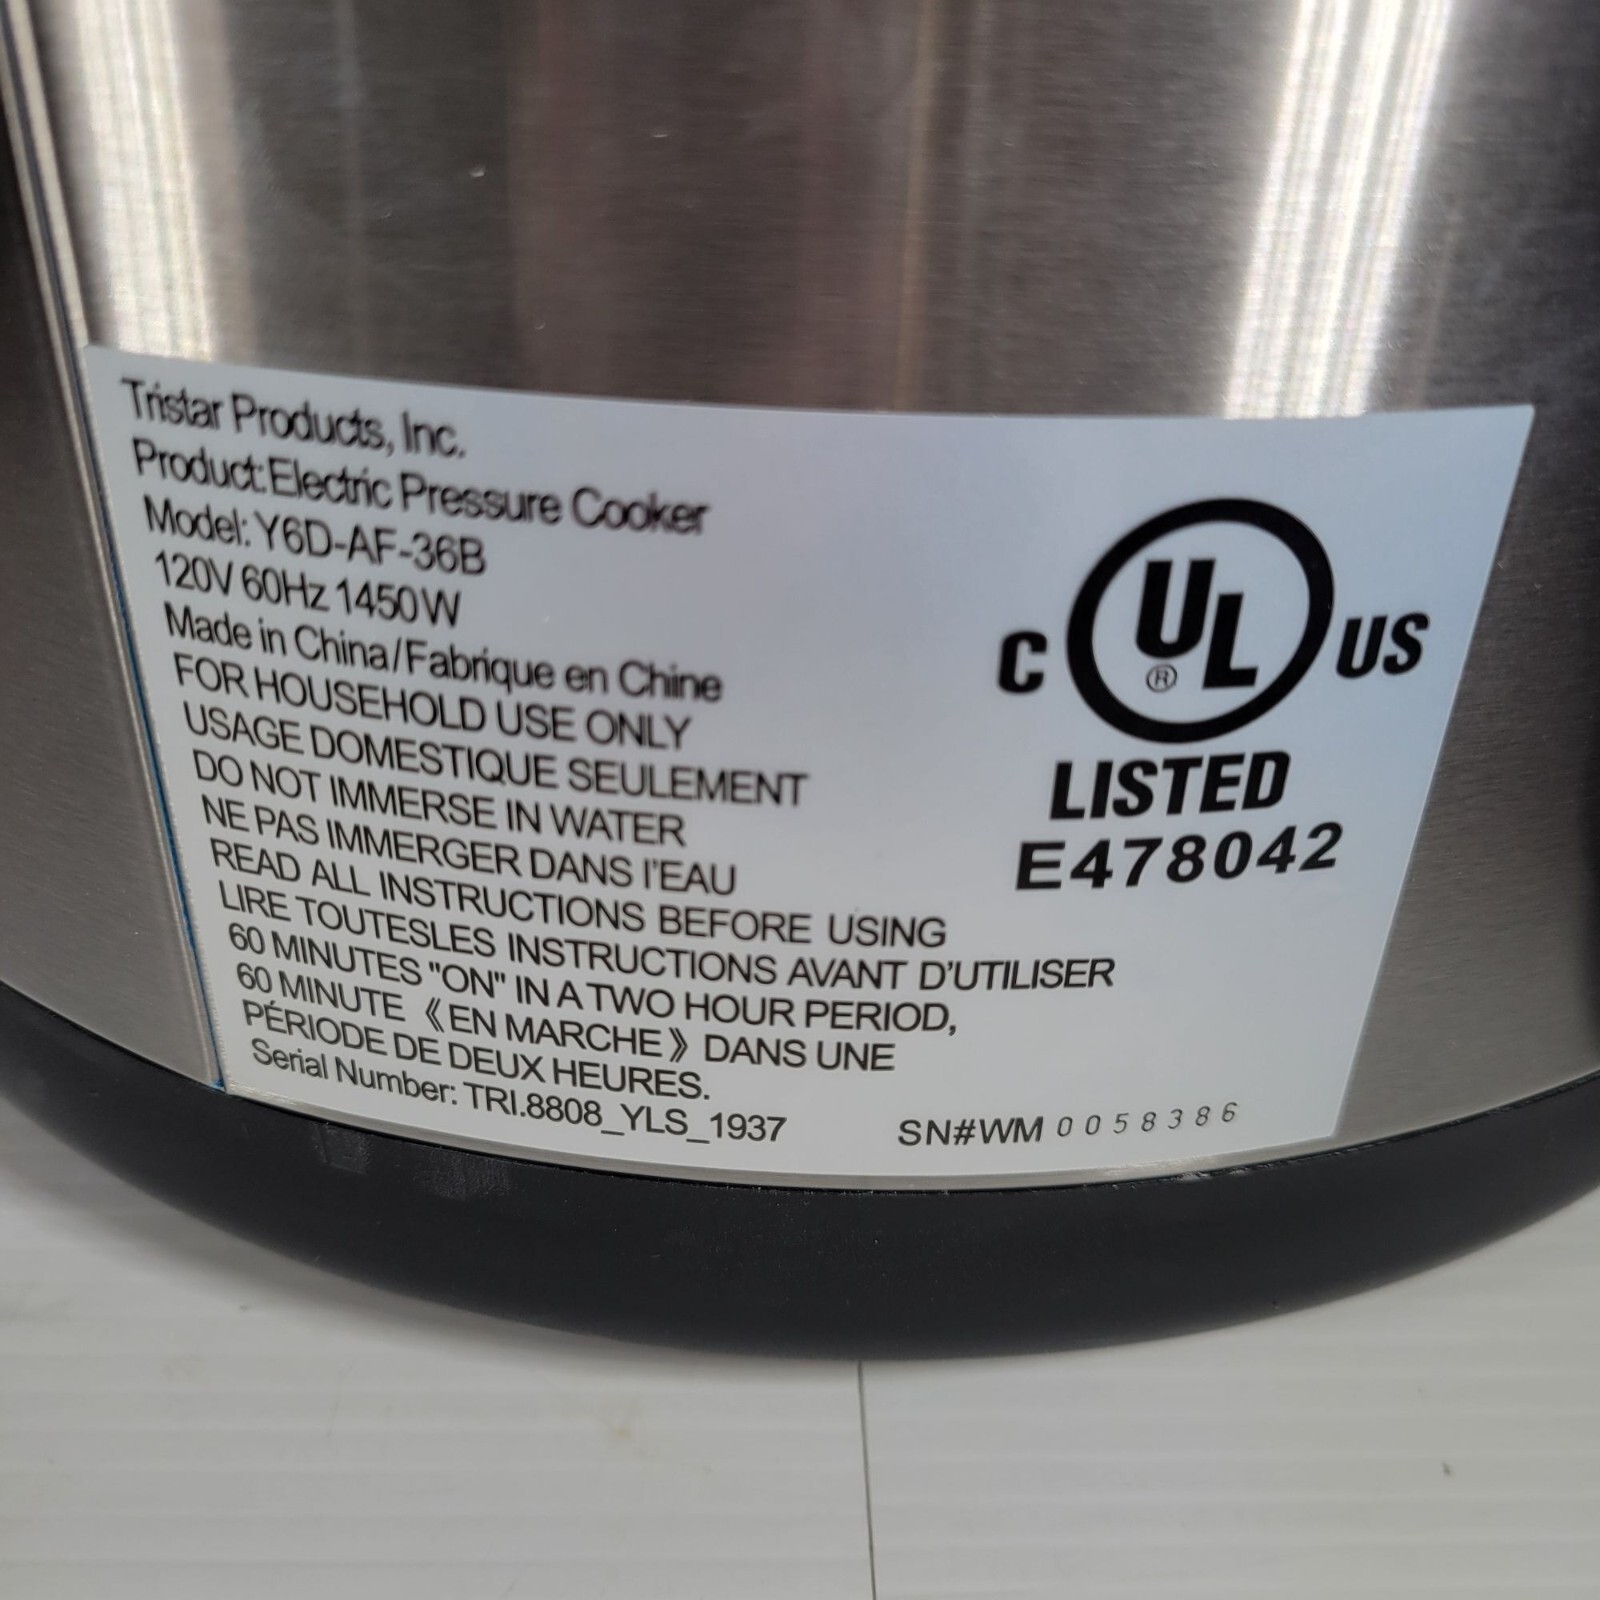 Tristar Products, Inc.
Product:Electric Pressure Cooker
Model: Y6D-AF-36B
120V 60Hz 1450W
Made in China/Fabrique en Chine
FOR HOUSEHOLD USE ONLY
USAGE DOMESTIQUE SEULEMENT
DO NOT IMMERSE IN WATER
NE PAS IMMERGER DANS l'EAU
READ ALL INSTRUCTIONS BEFORE USING
LIRE TOUTESLES INSTRUCTIONS AVANT D'UTILISER
60 MINUTES "ON" IN A TWO HOUR PERIOD,
60 MINUTE 《EN MARCHE》 DANS UNE
PÉRIODE DE DEUX HEURES.
Serial Number: TRI.8808_YLS_1937
C UL ® US
LISTED
E478042
SN#WM 0058386